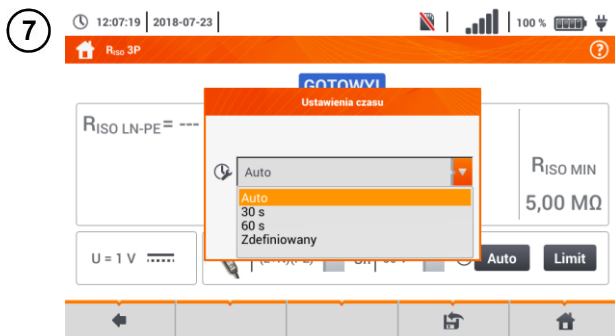 7
12:07:19 2018-07-23 100 %
RISO 3P ?
GOTOWY!
Ustawienia czasu
RISO LN-PE= ---
Auto
Auto
30 s
60 s
Zdefiniowany
RISO MIN
5,00 MΩ
U = 1 V
Auto Limit